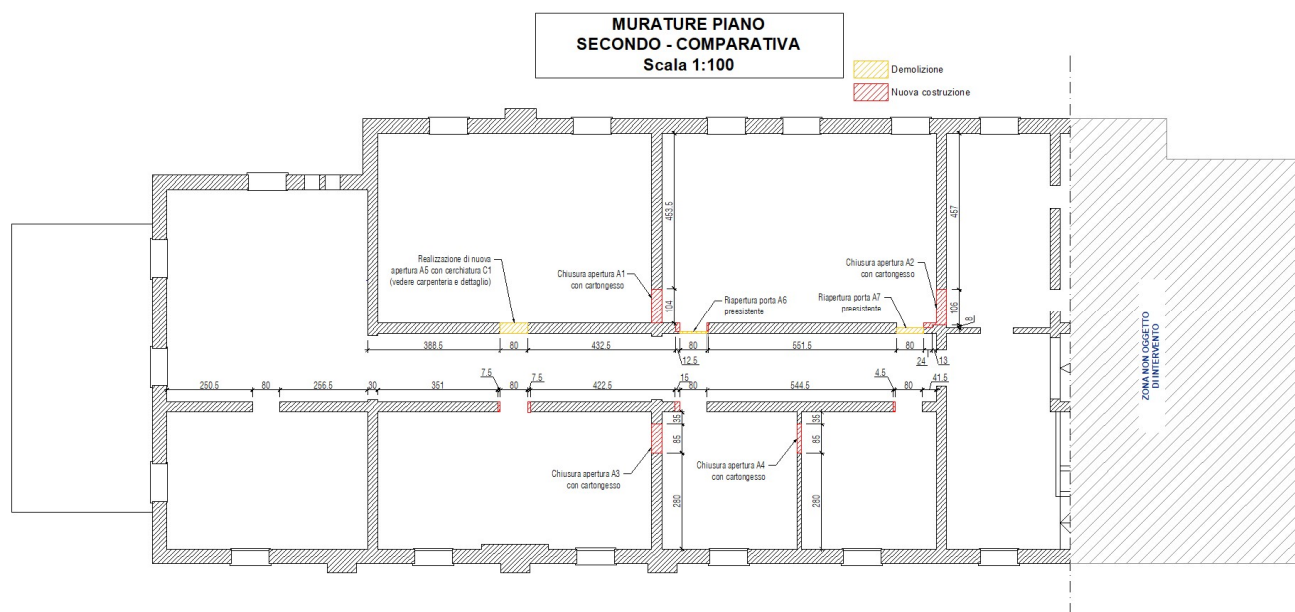 MURATURE PIANO
SECONDO - COMPARATIVA
Scala 1:100
Demolizione
Nuova costruzione
453.5
457
Realizzazione di nuova
apertura A5 con cerchiatura C1
(vedere carpenteria e dettaglio)
Chiusura apertura A1
con cartongesso
Chiusura apertura A2
con cartongesso
Riapertura porta A6
preesistente
Riapertura porta A7
preesistente
104
106
8
388.5
80
432.5
80
551.5
80
24
13
12.5
7.5
7.5
15
4.5
41.5
250.5
80
256.5
30
351
80
422.5
80
544.5
80
35
85
280
35
85
280
Chiusura apertura A3
con cartongesso
Chiusura apertura A4
con cartongesso
ZONA NON OGGETTO
DI INTERVENTO